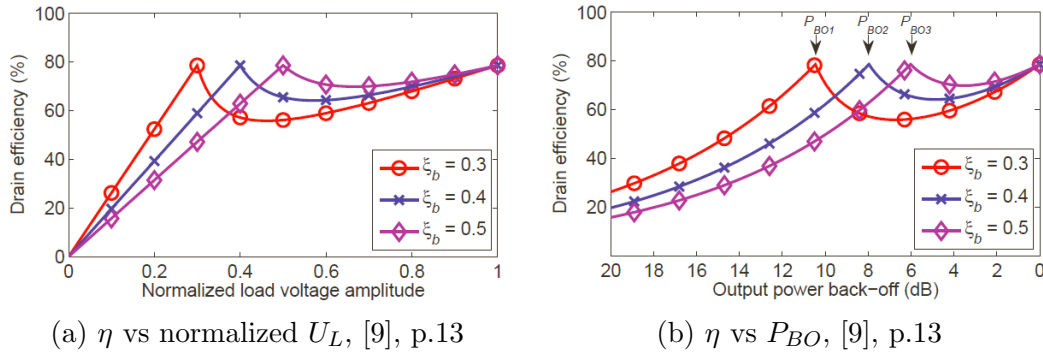 100
80
60
40
20
0
Drain efficiency (%)
ξb = 0.3
ξb = 0.4
ξb = 0.5
0 0.2 0.4 0.6 0.8 1
Normalized load voltage amplitude
(a) η vs normalized UL, [9], p.13
PBO1 PBO2 PBO3
100
80
60
40
20
Drain efficiency (%)
ξb = 0.3
ξb = 0.4
ξb = 0.5
20 18 16 14 12 10 8 6 4 2 0
Output power back-off (dB)
(b) η vs PBO, [9], p.13